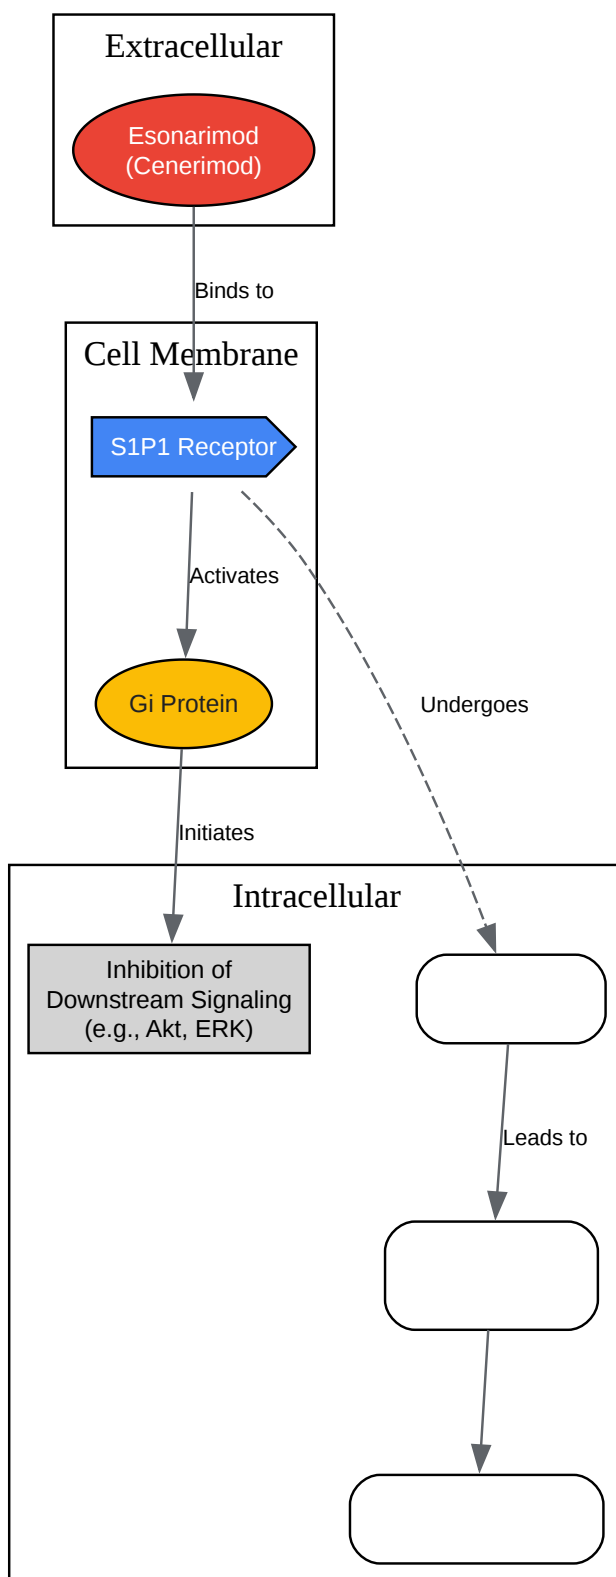 Extracellular
Esonarimod
(Cenerimod)
Binds to
Cell Membrane
S1P1 Receptor
Activates
Gi Protein
Undergoes
Initiates
Intracellular
Inhibition of
Downstream Signaling
(e.g., Akt, ERK)
Leads to